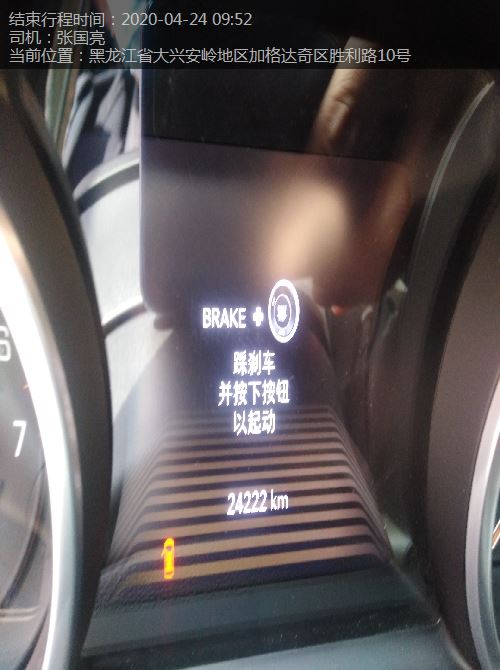 结束行程时间：2020-04-24 09:52
司机：张国亮
当前位置：黑龙江省大兴安岭地区加格达奇区胜利路10号
BRAKE +
踩刹车
并按下按钮
以起动
7
24222 km